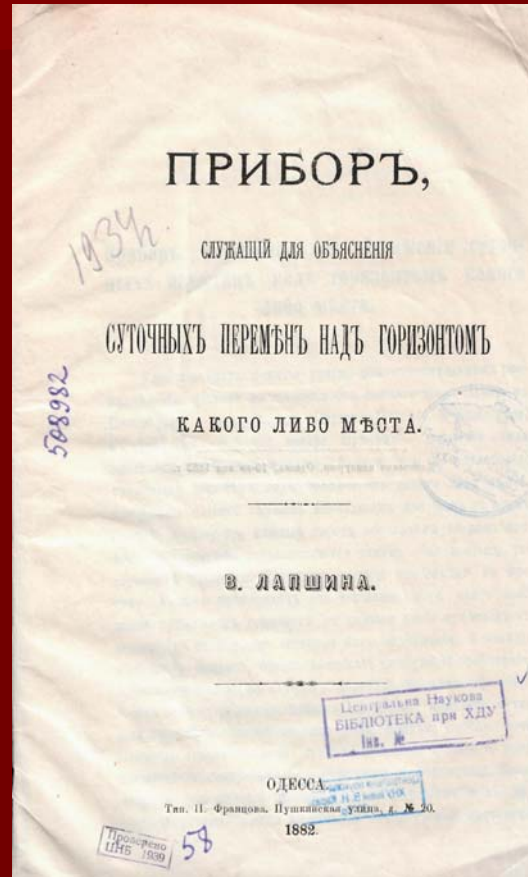 ПРИБОРЪ,
1934г.
СЛУЖАЩІЙ ДЛЯ ОБЪЯСНЕНІЯ
СУТОЧНЫХЪ ПЕРЕМѢНЪ НАДЪ ГОРИЗОНТОМЪ
508982
КАКОГО ЛИБО МѢСТА.
В. ЛАПШИНА.
Центральна Наукова
БІБЛІОТЕКА при ХДУ
Інв. №
ОДЕССА.
Тип. П. Францова, Пушкинская улица, д. № 20.
1882.
Проверено
ЦНБ 1939
58